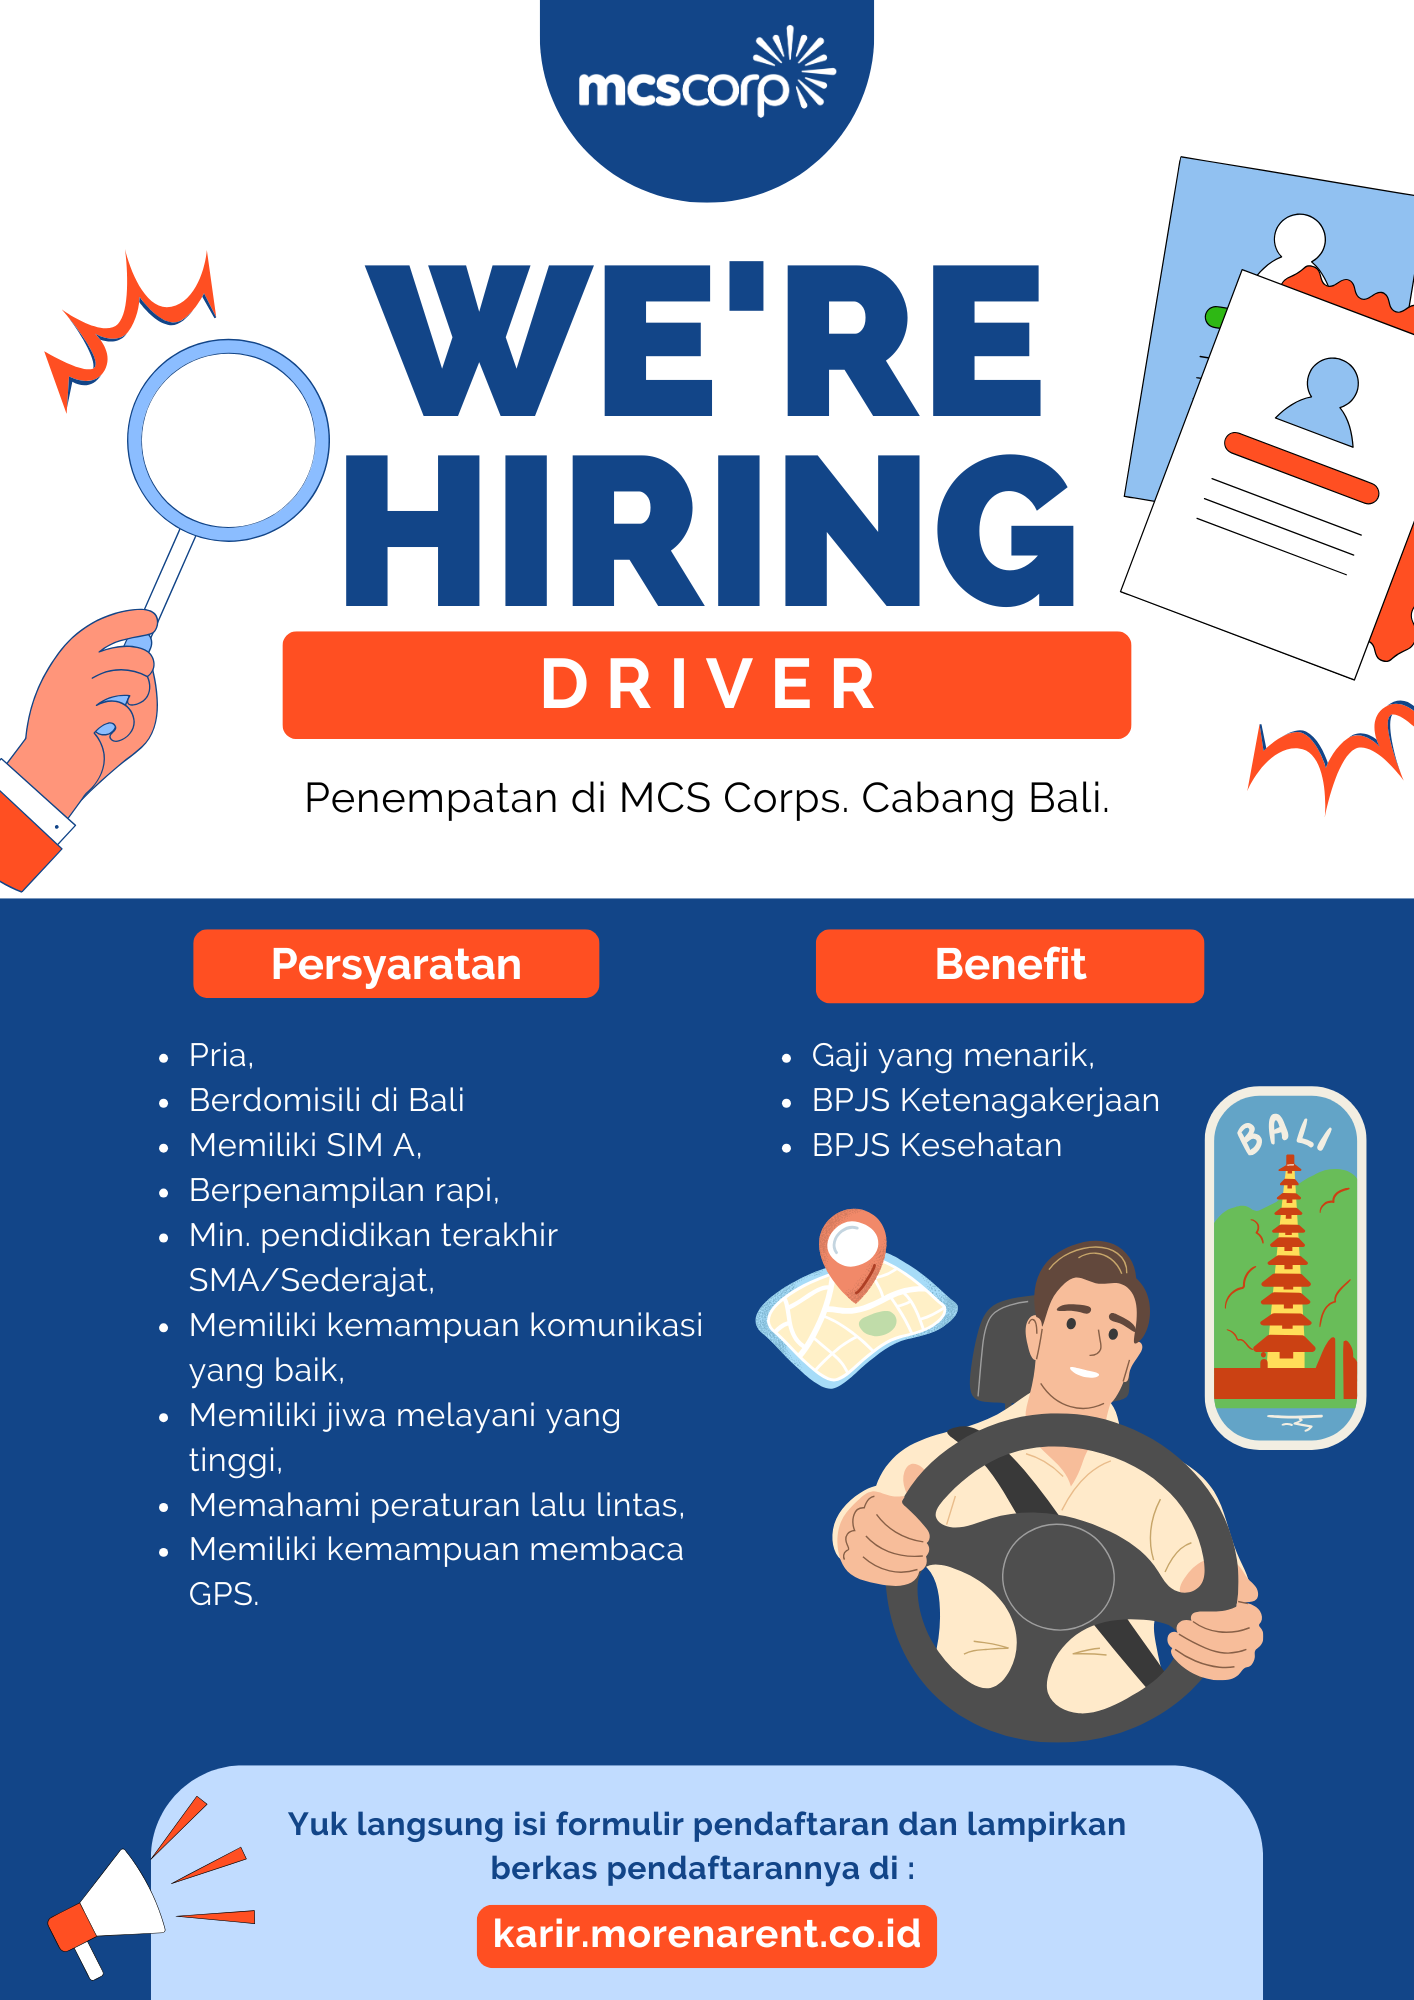 mcscorp
WE'RE
HIRING
DRIVER
Penempatan di MCS Corps. Cabang Bali.
Persyaratan
• Pria,
• Berdomisili di Bali
• Memiliki SIM A,
• Berpenampilan rapi,
• Min. pendidikan terakhir
SMA/Sederajat,
• Memiliki kemampuan komunikasi
yang baik,
• Memiliki jiwa melayani yang
tinggi,
• Memahami peraturan lalu lintas,
• Memiliki kemampuan membaca
GPS.
Benefit
• Gaji yang menarik,
• BPJS Ketenagakerjaan
• BPJS Kesehatan
BALI
Yuk langsung isi formulir pendaftaran dan lampirkan
berkas pendaftarannya di :
karir.morenarent.co.id